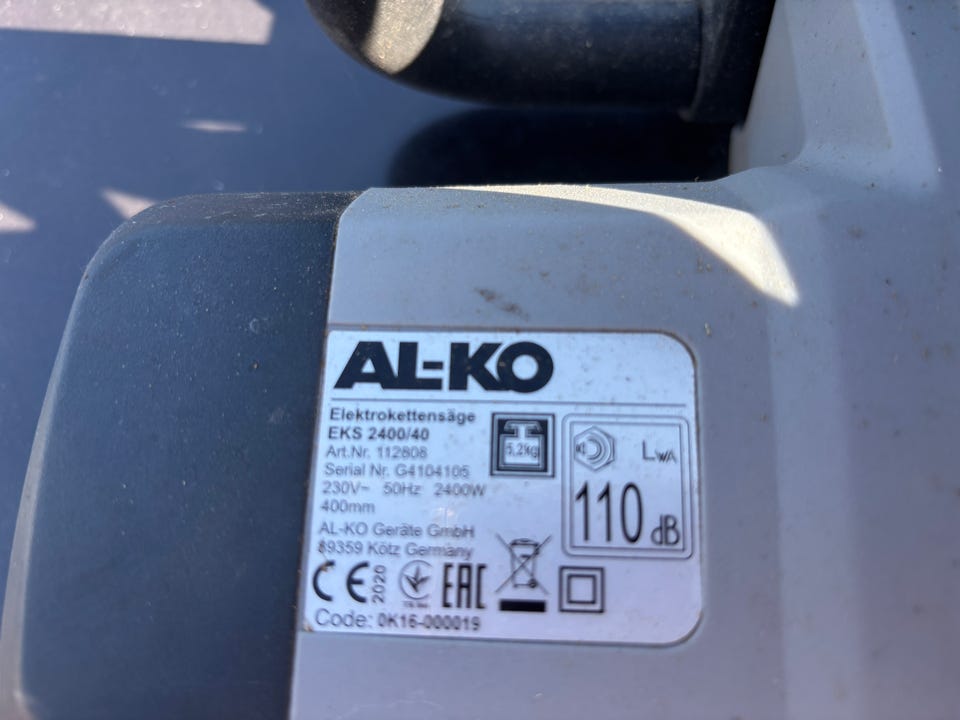 AL-KO
Elektrokettensäge
EKS 2400/40
Art.Nr. 112808
Serial Nr. G4104105
230V~ 50Hz 2400W
400mm
AL-KO Geräte GmbH
89359 Kötz Germany
5,2kg
LWA
110 dB
CE 2020
EAC
Code: 0K16-000019